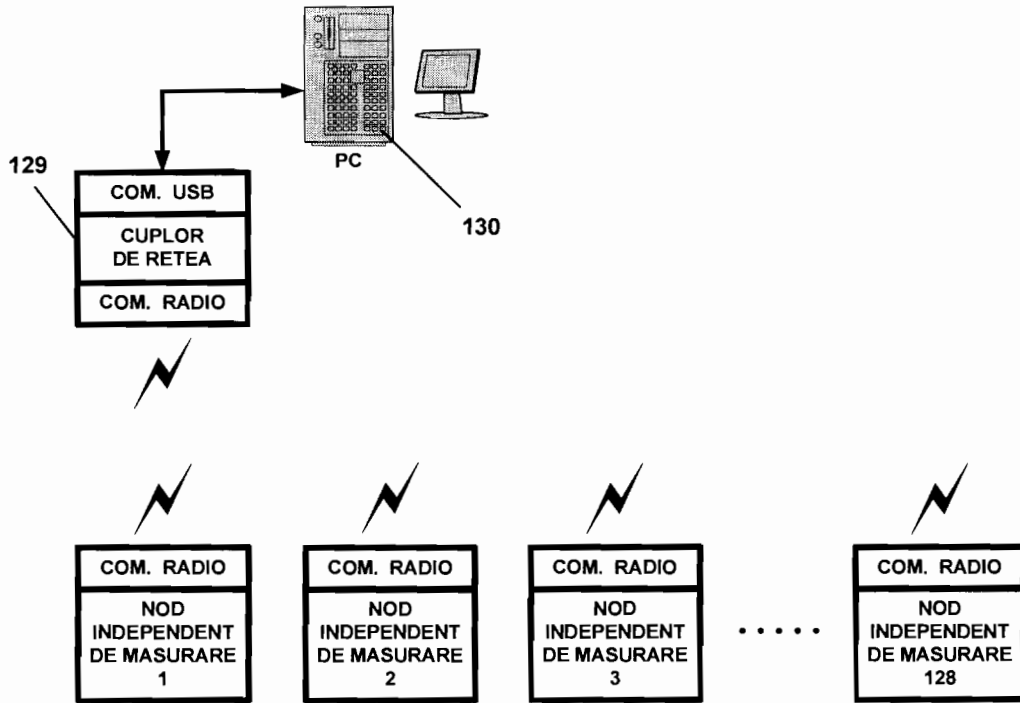 PC
130
129
COM. USB
CUPLOR
DE RETEA
COM. RADIO
COM. RADIO
NOD
INDEPENDENT
DE MASURARE
1
COM. RADIO
NOD
INDEPENDENT
DE MASURARE
2
COM. RADIO
NOD
INDEPENDENT
DE MASURARE
3
.....
COM. RADIO
NOD
INDEPENDENT
DE MASURARE
128